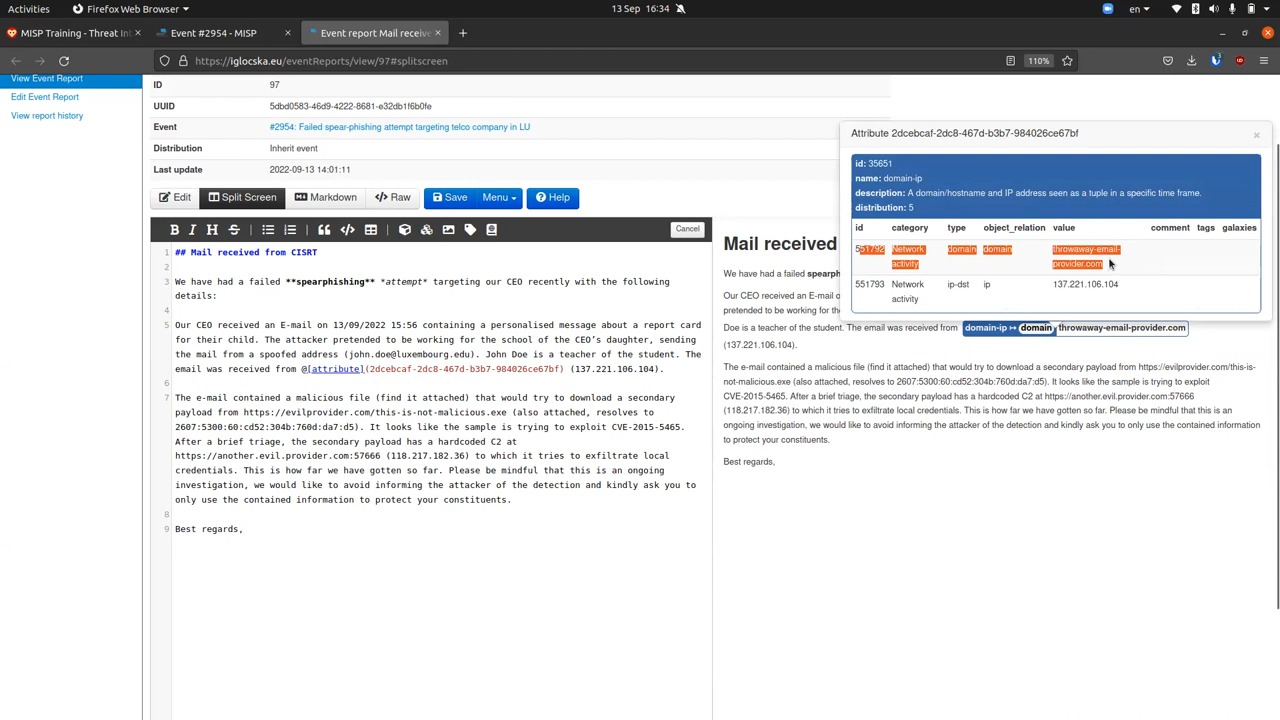 Activities
Firefox Web Browser
13 Sep 16:34
en
MISP Training - Threat Int
Event #2954 - MISP
Event report Mail receive
https://iglocska.eu/eventReports/view/97#splitscreen
110%
View Event Report
Edit Event Report
View report history
ID 97
UUID 5dbd0583-46d9-4222-8681-e32db1f6b0fe
Event #2954: Failed spear-phishing attempt targeting telco company in LU
Distribution Inherit event
Last update 2022-09-13 14:01:11
Edit Split Screen Markdown Raw Save Menu Help
Cancel
1 ## Mail received from CISRT
2
3 We have had a failed **spearphishing** *attempt* targeting our CEO recently with the following
details:
4
5 Our CEO received an E-mail on 13/09/2022 15:56 containing a personalised message about a report card
for their child. The attacker pretended to be working for the school of the CEO's daughter, sending
the mail from a spoofed address (john.doe@luxembourg.edu). John Doe is a teacher of the student. The
email was received from @[attribute](2dcebcaf-2dc8-467d-b3b7-984026ce67bf) (137.221.106.104).
6
7 The e-mail contained a malicious file (find it attached) that would try to download a secondary
payload from https://evilprovider.com/this-is-not-malicious.exe (also attached, resolves to
2607:5300:60:cd52:304b:760d:da7:d5). It looks like the sample is trying to exploit CVE-2015-5465.
After a brief triage, the secondary payload has a hardcoded C2 at
https://another.evil.provider.com:57666 (118.217.182.36) to which it tries to exfiltrate local
credentials. This is how far we have gotten so far. Please be mindful that this is an ongoing
investigation, we would like to avoid informing the attacker of the detection and kindly ask you to
only use the contained information to protect your constituents.
8
9 Best regards,
Attribute 2dcebcaf-2dc8-467d-b3b7-984026ce67bf ×
id: 35651
name: domain-ip
description: A domain/hostname and IP address seen as a tuple in a specific time frame.
distribution: 5
id category type object_relation value comment tags galaxies
551792 Network activity domain domain throwaway-email-provider.com
551793 Network activity ip-dst ip 137.221.106.104
Mail received
We have had a failed spearph
Our CEO received an E-mail o
pretended to be working for the
Doe is a teacher of the student. The email was received from domain-ip ↦ domain throwaway-email-provider.com
(137.221.106.104).
The e-mail contained a malicious file (find it attached) that would try to download a secondary payload from https://evilprovider.com/this-is-
not-malicious.exe (also attached, resolves to 2607:5300:60:cd52:304b:760d:da7:d5). It looks like the sample is trying to exploit
CVE-2015-5465. After a brief triage, the secondary payload has a hardcoded C2 at https://another.evil.provider.com:57666
(118.217.182.36) to which it tries to exfiltrate local credentials. This is how far we have gotten so far. Please be mindful that this is an
ongoing investigation, we would like to avoid informing the attacker of the detection and kindly ask you to only use the contained information
to protect your constituents.
Best regards,